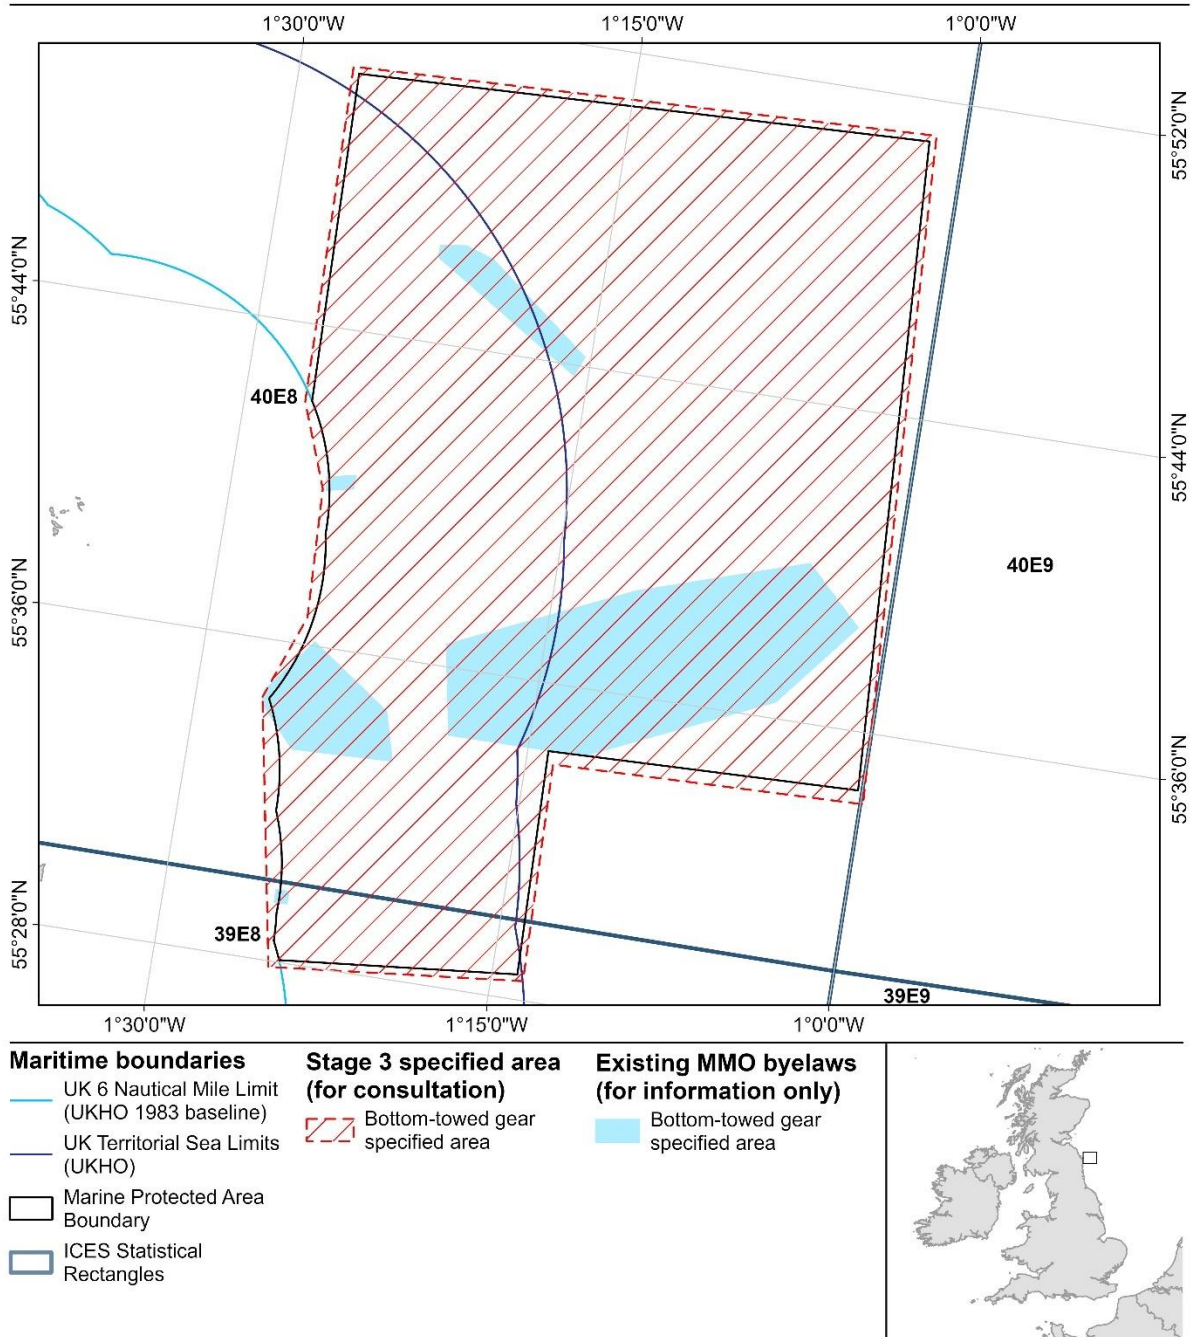 1°30'0"W
1°15'0"W
1°0'0"W
55°52'0"N
55°44'0"N
40E8
55°44'0"N
40E9
55°36'0"N
55°36'0"N
55°28'0"N
39E8
39E9
1°30'0"W
1°15'0"W
1°0'0"W
Maritime boundaries
UK 6 Nautical Mile Limit
(UKHO 1983 baseline)
UK Territorial Sea Limits
(UKHO)
Marine Protected Area
Boundary
ICES Statistical
Rectangles
Stage 3 specified area
(for consultation)
Bottom-towed gear
specified area
Existing MMO byelaws
(for information only)
Bottom-towed gear
specified area